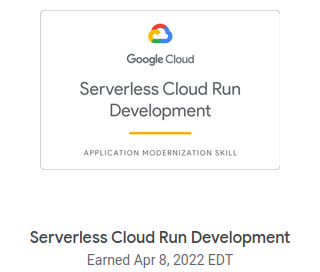 Google Cloud
Serverless Cloud Run
Development
APPLICATION MODERNIZATION SKILL
Serverless Cloud Run Development
Earned Apr 8, 2022 EDT